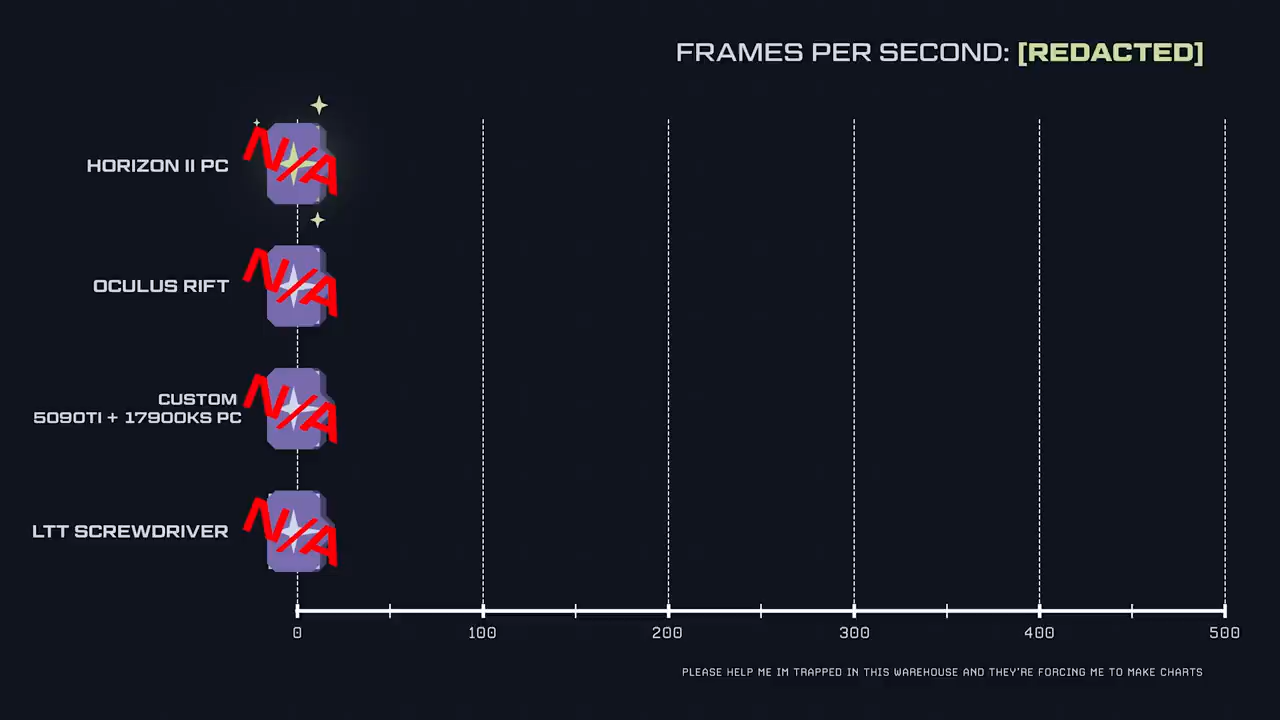 FRAMES PER SECOND: [REDACTED]
HORIZON II PC
N/A
OCULUS RIFT
N/A
CUSTOM
5090TI + 17900KS PC
N/A
LTT SCREWDRIVER
N/A
0 100 200 300 400 500
PLEASE HELP ME IM TRAPPED IN THIS WAREHOUSE AND THEY'RE FORCING ME TO MAKE CHARTS